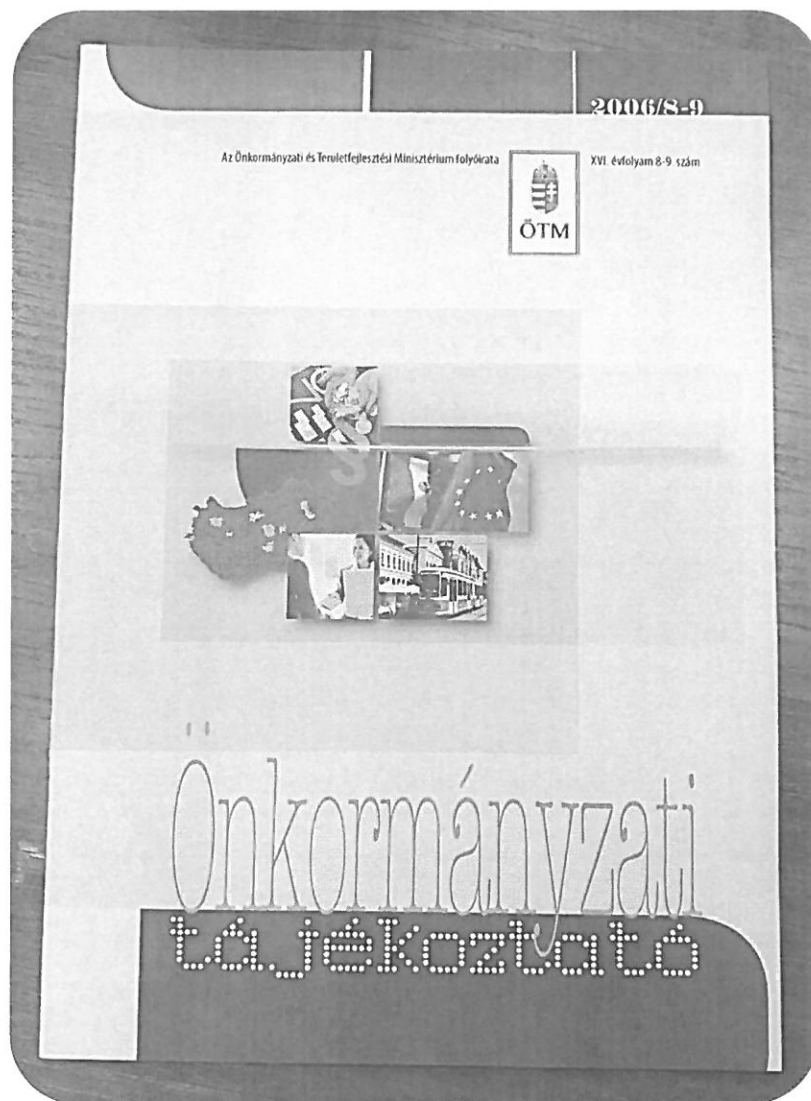 2006/8-9
Az Önkormányzati és Területfejlesztési Minisztérium folyóirata
XVI. évfolyam 8-9 szám
ÖTM
Önkormányzati
tájékoztató